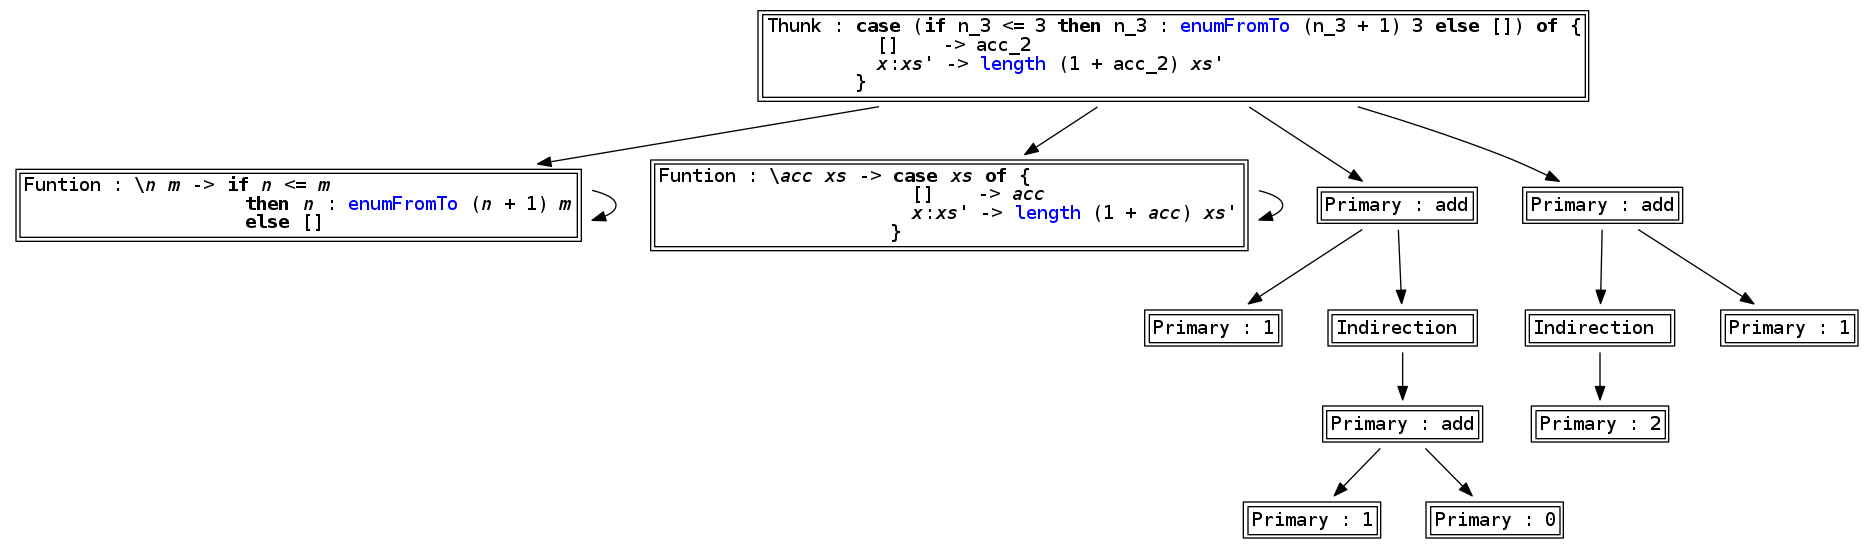 Thunk : case (if n_3 <= 3 then n_3 : enumFromTo (n_3 + 1) 3 else []) of {
[] -> acc_2
x:xs' -> length (1 + acc_2) xs'
}
Funtion : \n m -> if n <= m
then n : enumFromTo (n + 1) m
else []
Funtion : \acc xs -> case xs of {
[] -> acc
x:xs' -> length (1 + acc) xs'
}
Primary : add
Primary : add
Primary : 1
Indirection
Indirection
Primary : 1
Primary : add
Primary : 2
Primary : 1
Primary : 0